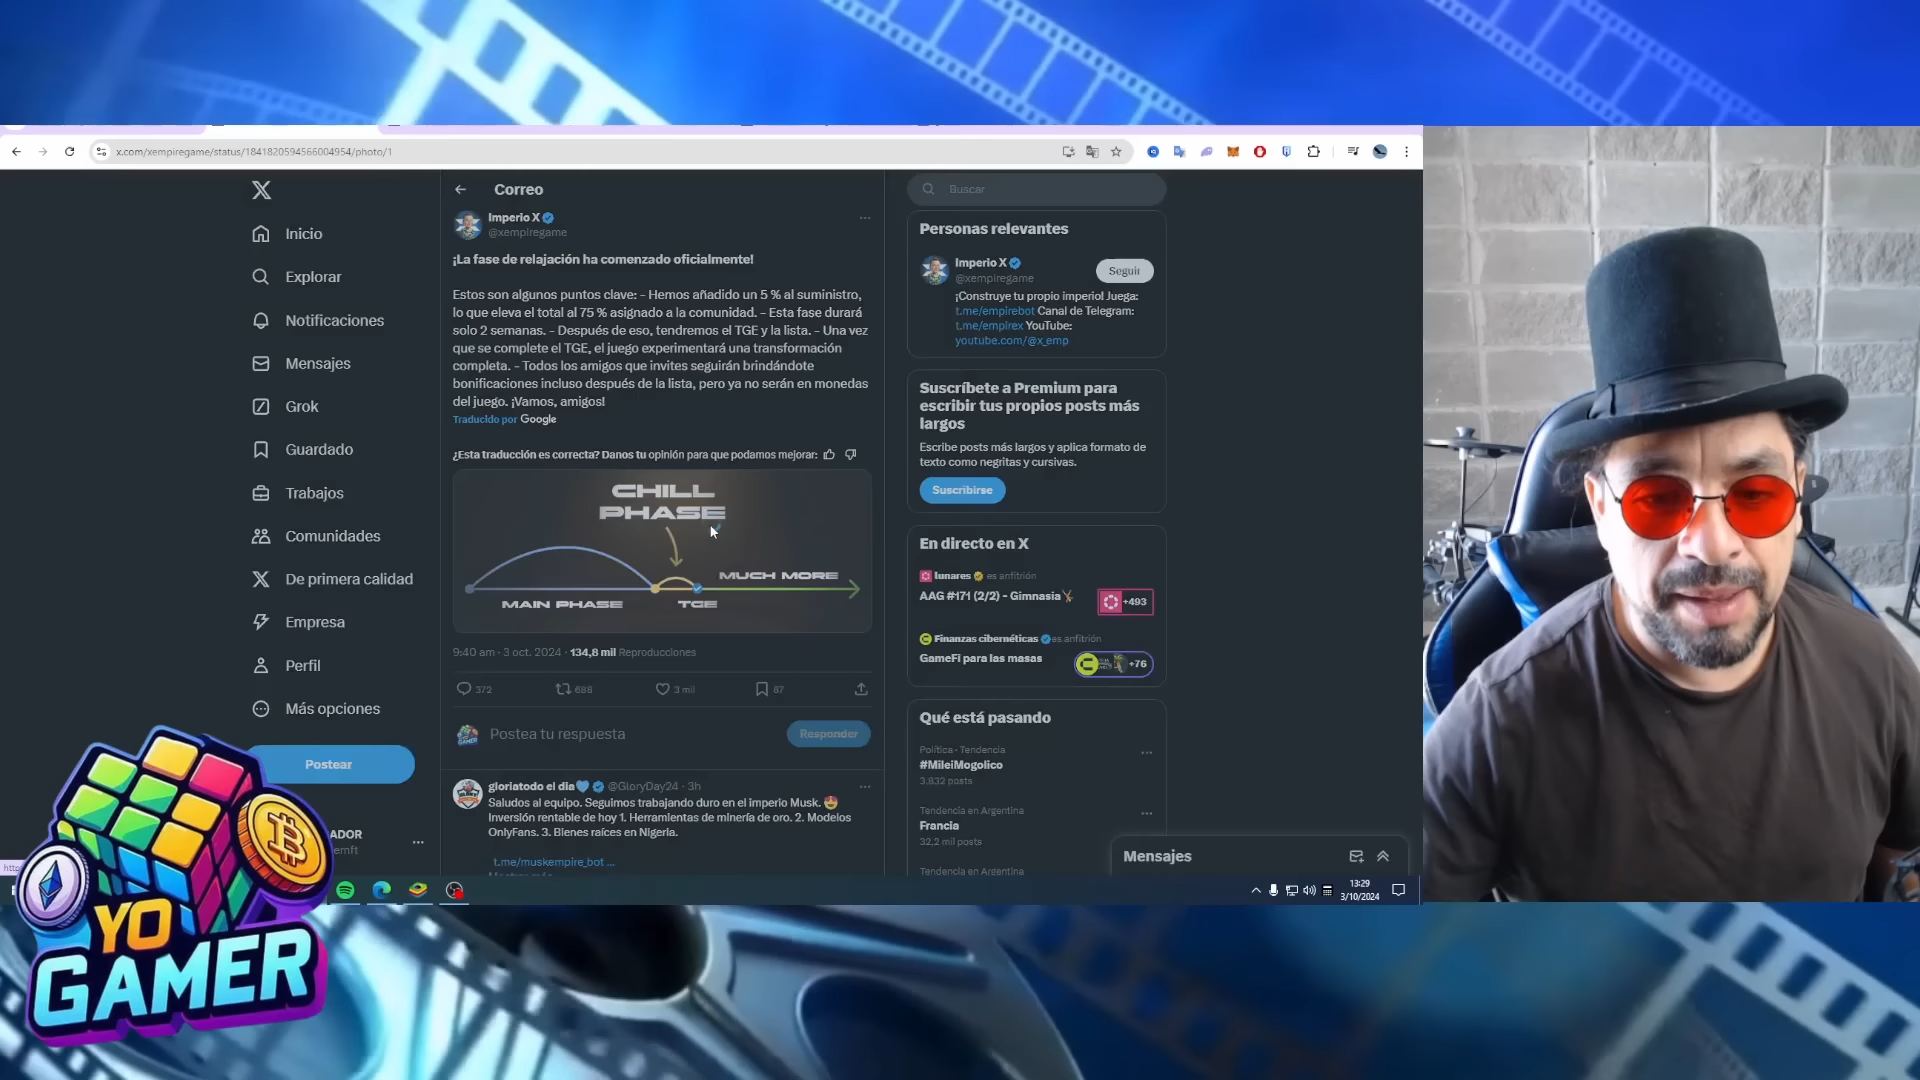 x.com/xempiregame/status/1841820594566004954/photo/1
Inicio
Explorar
Notificaciones
Mensajes
Grok
Guardado
Trabajos
Comunidades
De primera calidad
Empresa
Perfil
Más opciones
Postear
ADOR
ernft
Correo
Imperio X
@xempiregame
¡La fase de relajación ha comenzado oficialmente!
Estos son algunos puntos clave: - Hemos añadido un 5 % al suministro,
lo que eleva el total al 75 % asignado a la comunidad. - Esta fase durará
solo 2 semanas. - Después de eso, tendremos el TGE y la lista. - Una vez
que se complete el TGE, el juego experimentará una transformación
completa. - Todos los amigos que invites seguirán brindándote
bonificaciones incluso después de la lista, pero ya no serán en monedas
del juego. ¡Vamos, amigos!
Traducido por Google
¿Esta traducción es correcta? Danos tu opinión para que podamos mejorar:
CHILL
PHASE
MUCH MORE
MAIN PHASE
TGE
9:40 am · 3 oct. 2024 · 134,8 mil Reproducciones
372
688
3 mil
87
Postea tu respuesta
Responder
gloriatodo el dia @GloryDay24 · 3h
Saludos al equipo. Seguimos trabajando duro en el imperio Musk.
Inversión rentable de hoy 1. Herramientas de minería de oro. 2. Modelos
OnlyFans. 3. Bienes raíces en Nigeria.
t.me/muskempire_bot ...
Buscar
Personas relevantes
Imperio X
@xempiregame
Seguir
¡Construye tu propio imperio! Juega:
t.me/empirebot Canal de Telegram:
t.me/empirex YouTube:
youtube.com/@x_emp
Suscríbete a Premium para
escribir tus propios posts más
largos
Escribe posts más largos y aplica formato de
texto como negritas y cursivas.
Suscribirse
En directo en X
lunares es anfitrión
AAG #171 (2/2) - Gimnasia
+493
Finanzas cibernéticas es anfitrión
GameFi para las masas
+76
Qué está pasando
Política · Tendencia
#MileiMogolico
3.832 posts
Tendencia en Argentina
Francia
32,2 mil posts
Tendencia en Argentina
Mensajes
13:29
3/10/2024
YO
GAMER